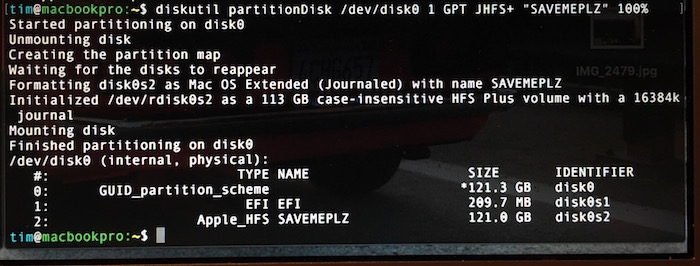 [tim@macbookpro:~$ diskutil partitionDisk /dev/disk0 1 GPT JHFS+ "SAVEMEPLZ" 100% ]
Started partitioning on disk0
Unmounting disk
Creating the partition map
Waiting for the disks to reappear
Formatting disk0s2 as Mac OS Extended (Journaled) with name SAVEMEPLZ
IMG_2479.jpg
Initialized /dev/rdisk0s2 as a 113 GB case-insensitive HFS Plus volume with a 16384k
journal
Mounting disk
Finished partitioning on disk0
/dev/disk0 (internal, physical):
#: TYPE NAME SIZE IDENTIFIER
0: GUID_partition_scheme *121.3 GB disk0
1: EFI EFI 209.7 MB disk0s1
2: Apple_HFS SAVEMEPLZ 121.0 GB disk0s2
tim@macbookpro:~$